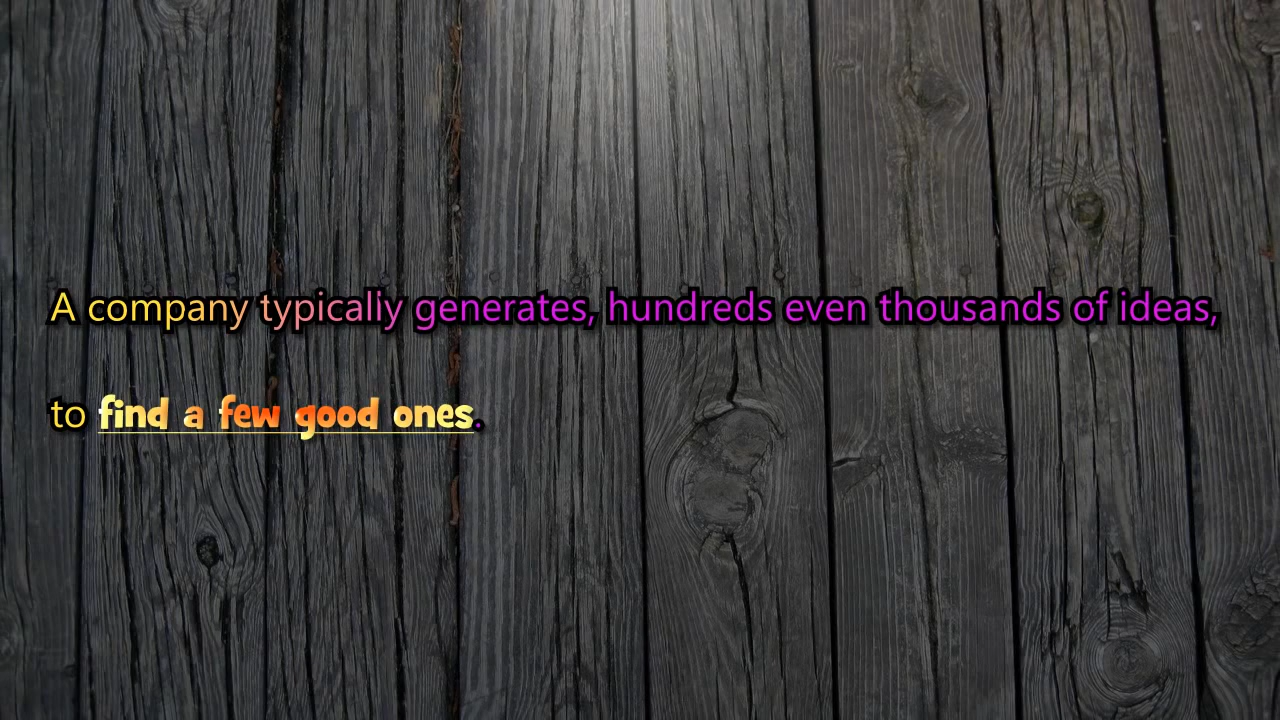 A company typically generates, hundreds even thousands of ideas,
to find a few good ones.